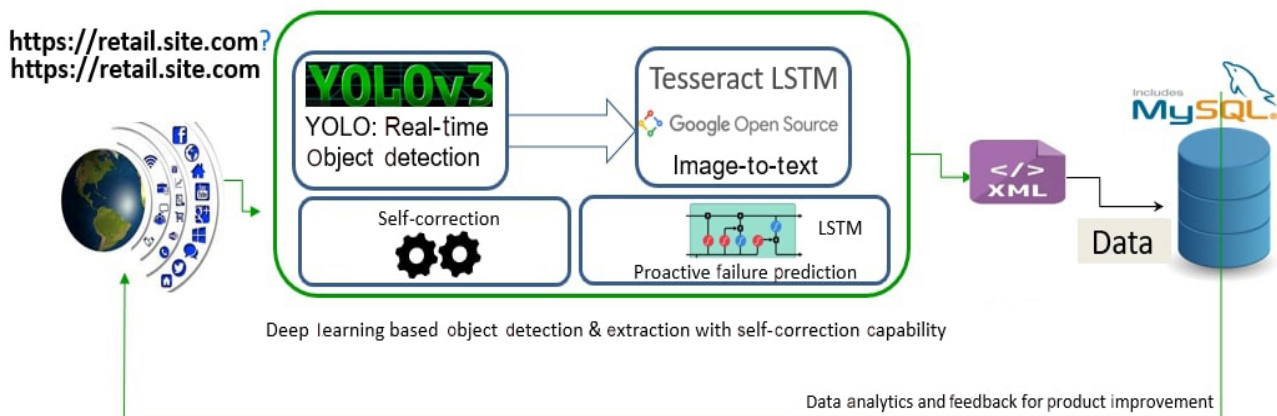 https://retail.site.com?
https://retail.site.com
YOLOv3
YOLO: Real-time
Object detection
Tesseract LSTM
Google Open Source
Image-to-text
Self-correction
LSTM
Proactive failure prediction
</>
XML
Data
Includes
MySQL®
Deep learning based object detection & extraction with self-correction capability
Data analytics and feedback for product improvement